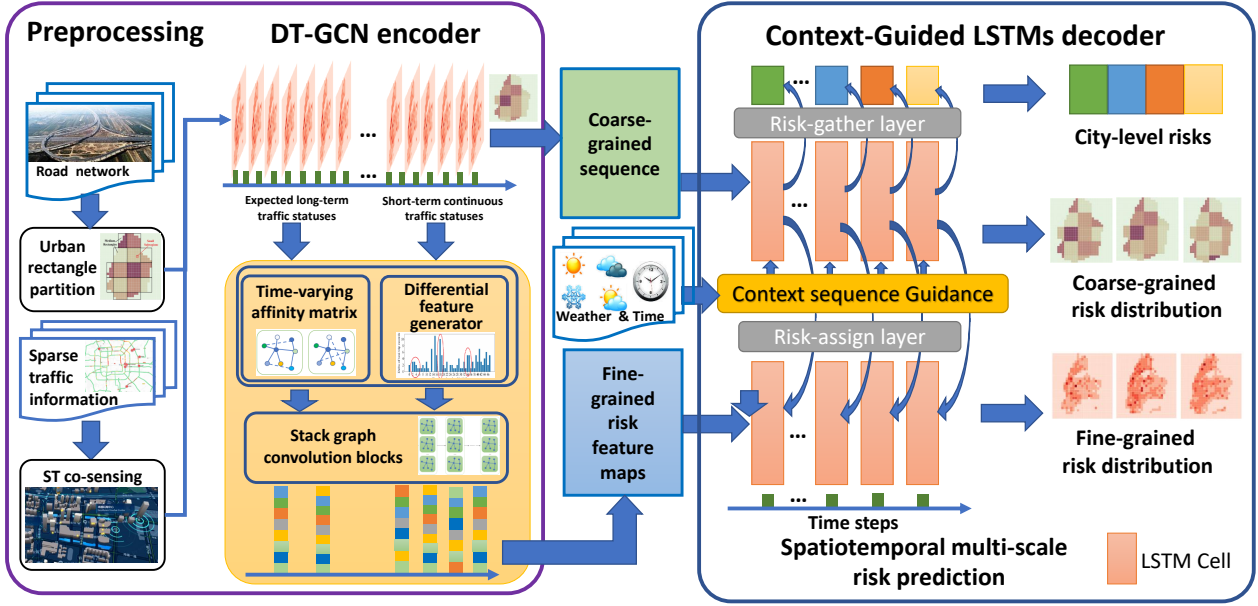 Preprocessing
Road network
Urban
rectangle
partition
Sparse
traffic
information
ST co-sensing
DT-GCN encoder
...
Expected long-term
traffic statuses
Short-term continuous
traffic statuses
Time-varying
affinity matrix
Differential
feature
generator
Stack graph
convolution blocks
Coarse-
grained
sequence
Weather & Time
Fine-
grained
risk
feature
maps
Context-Guided LSTMs decoder
...
Risk-gather layer
...
Context sequence Guidance
Risk-assign layer
...
...
Time steps
Spatiotemporal multi-scale
risk prediction
City-level risks
Coarse-grained
risk distribution
Fine-grained
risk distribution
LSTM Cell